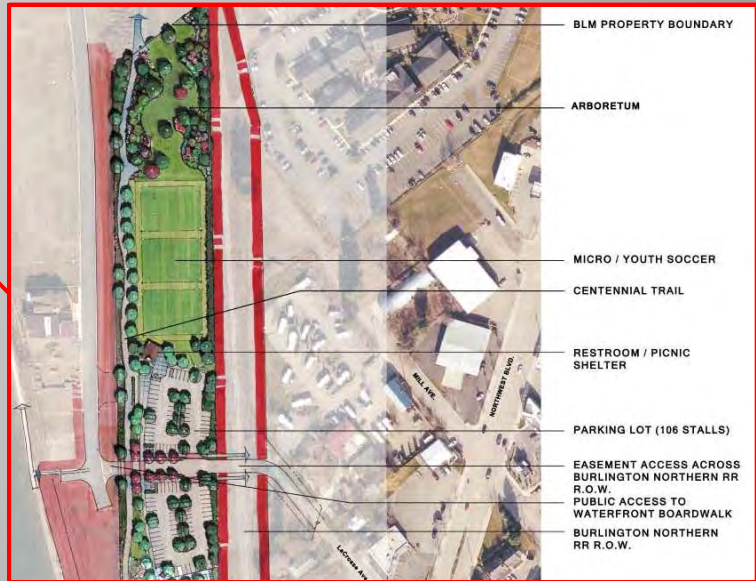 BLM PROPERTY BOUNDARY
ARBORETUM
MICRO / YOUTH SOCCER
CENTENNIAL TRAIL
RESTROOM / PICNIC
SHELTER
PARKING LOT (106 STALLS)
EASEMENT ACCESS ACROSS
BURLINGTON NORTHERN RR
R.O.W.
PUBLIC ACCESS TO
WATERFRONT BOARDWALK
BURLINGTON NORTHERN
RR R.O.W.
MILL AVE.
NORTHWEST BLVD.
LaCrosse Ave.